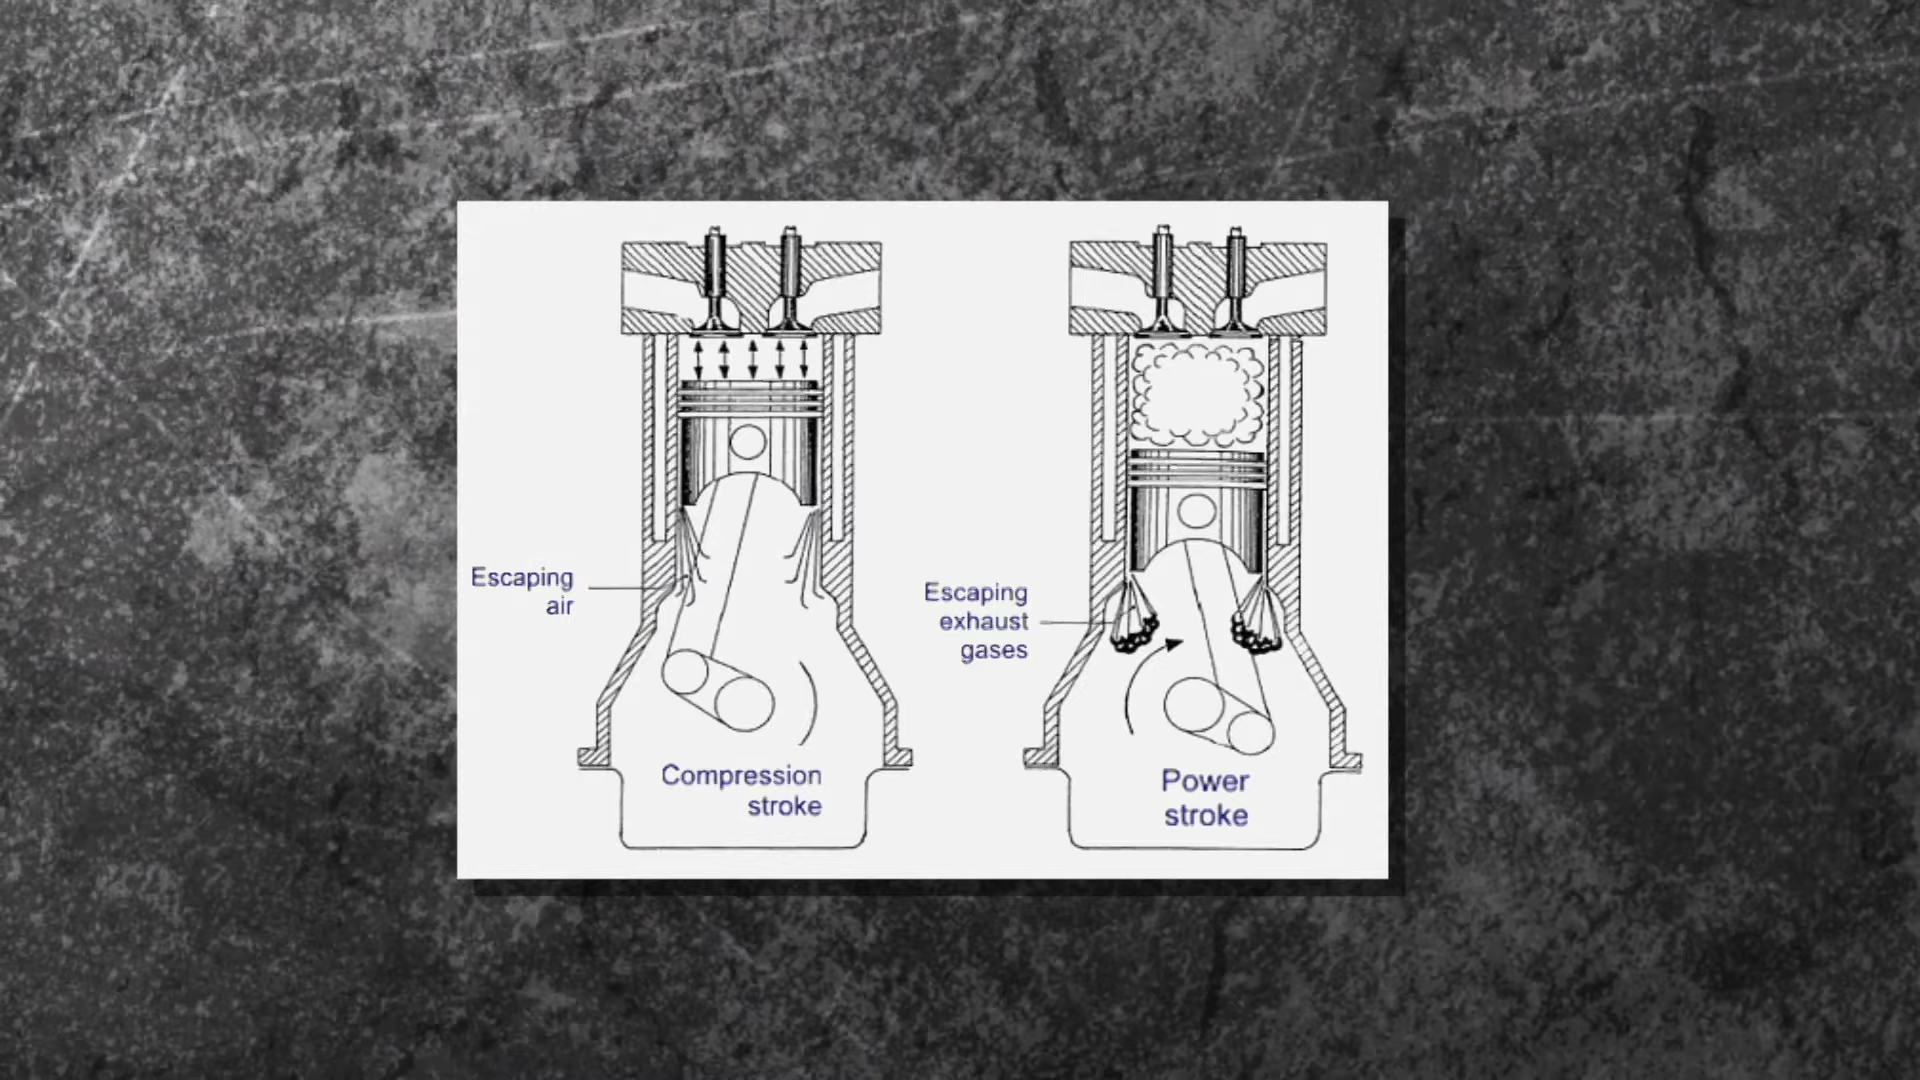 Escaping
air
Compression
stroke
Escaping
exhaust
gases
Power
stroke